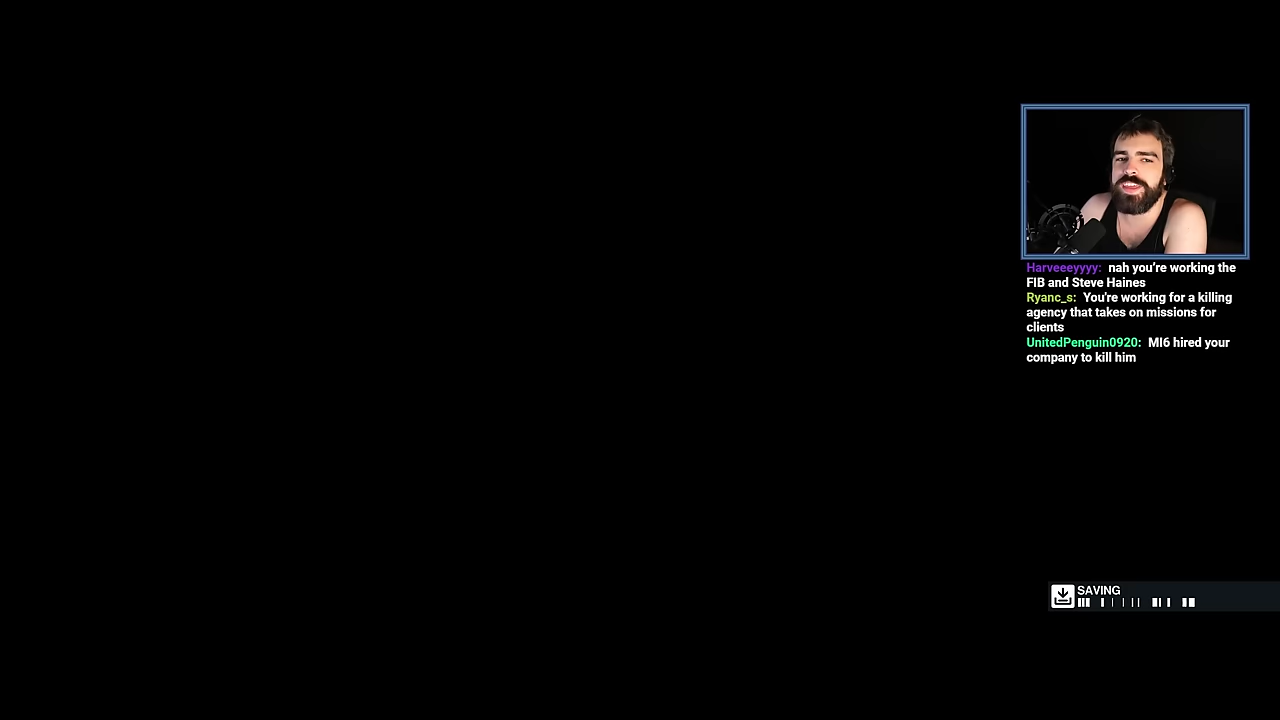 Harveeeyyyy: nah you’re working the
FIB and Steve Haines
Ryanc_s: You're working for a killing
agency that takes on missions for
clients
UnitedPenguin0920: MI6 hired your
company to kill him
SAVING